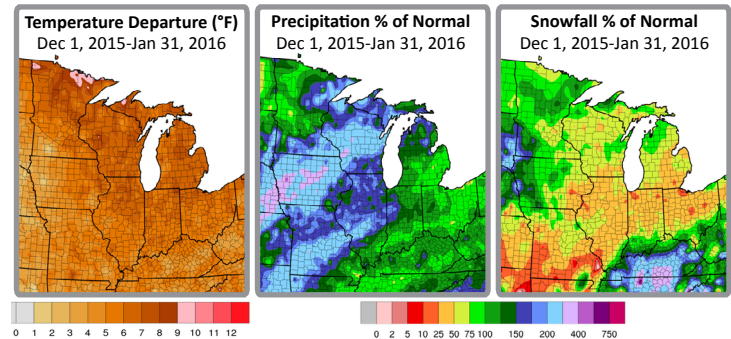 Temperature Departure (°F)
Dec 1, 2015-Jan 31, 2016
Precipitation % of Normal
Dec 1, 2015-Jan 31, 2016
Snowfall % of Normal
Dec 1, 2015-Jan 31, 2016
0 1 2 3 4 5 6 7 8 9 10 11 12
0 2 5 10 25 50 75 100 150 200 400 750